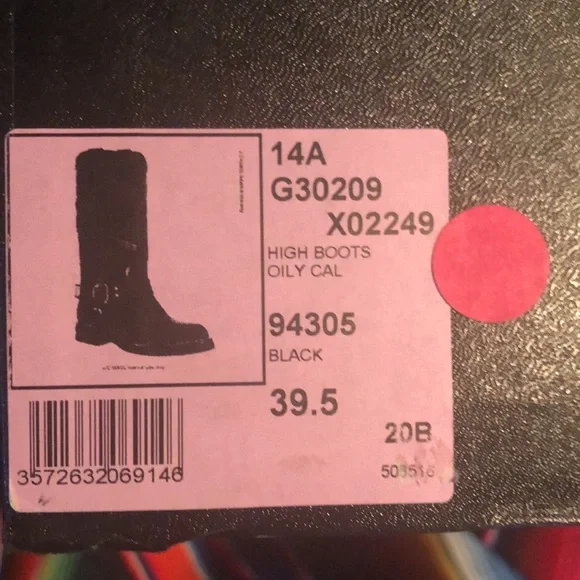 14A
G30209
X02249
HIGH BOOTS
OILY CAL
94305
BLACK
39.5
20B
3572632069146